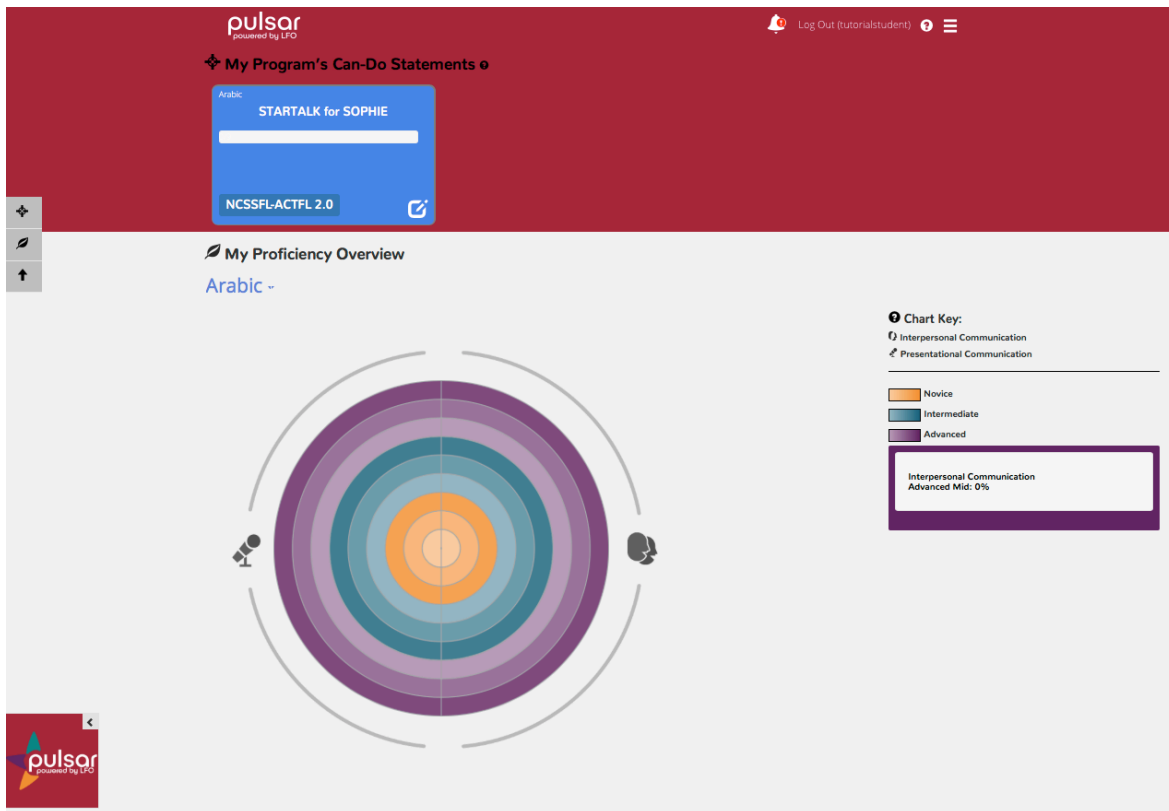 pulsar
powered by LFO
Log Out (tutorialstudent)
My Program's Can-Do Statements
Arabic
STARTALK for SOPHIE
NCSSFL-ACTFL 2.0
My Proficiency Overview
Arabic
Chart Key:
Interpersonal Communication
Presentational Communication
Novice
Intermediate
Advanced
Interpersonal Communication
Advanced Mid: 0%
pulsar
powered by LFO